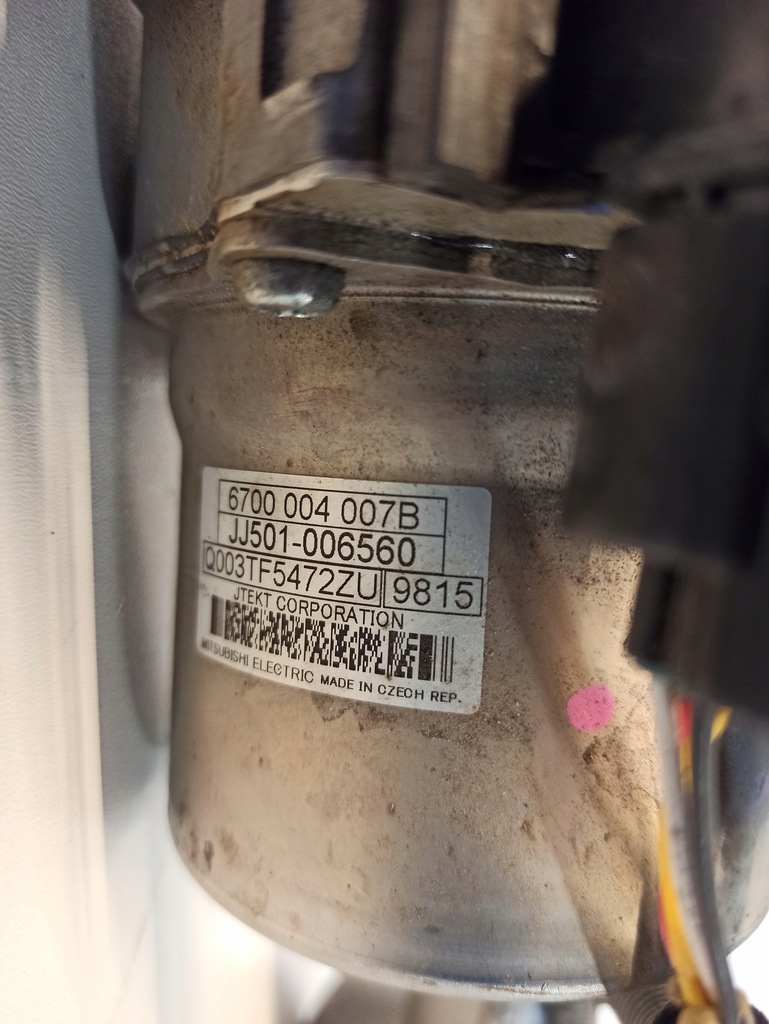 6700 004 007B
JJ501-006560
Q003TF5472ZU 9815
JTEKT CORPORATION
MITSUBISHI ELECTRIC MADE IN CZECH REP.